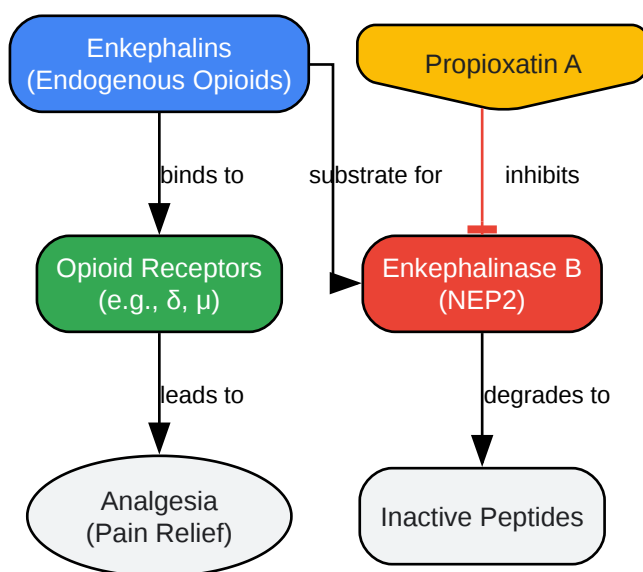 Enkephalins
(Endogenous Opioids)
Propioxatin A
binds to
substrate for
inhibits
Opioid Receptors
(e.g., δ, μ)
Enkephalinase B
(NEP2)
leads to
degrades to
Analgesia
(Pain Relief)
Inactive Peptides